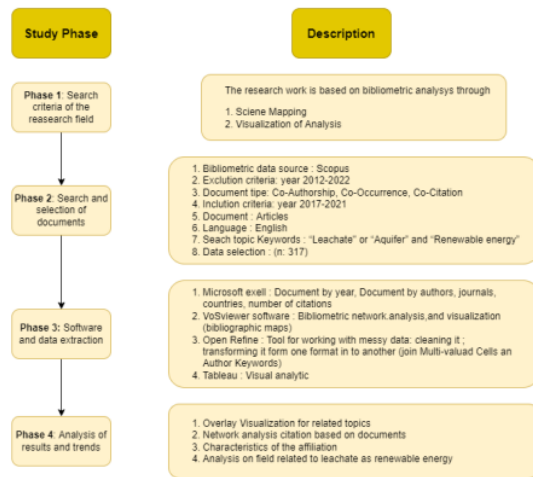 Study Phase
Description
Phase 1: Search
criteria of the
reasearch field
The research work is based on bibliometric analysys through
1. Sciene Mapping
2. Visualization of Analysis
Phase 2: Search and
selection of
documents
1. Bibliometric data source : Scopus
2. Exclution criteria: year 2012-2022
3. Document tipe: Co-Authorship, Co-Occurrence, Co-Citation
4. Inclution criteria: year 2017-2021
5. Document : Articles
6. Language : English
7. Seach topic Keywords : "Leachate" or "Aquifer" and "Renewable energy"
8. Data selection : (n: 317)
Phase 3: Software
and data extraction
1. Microsoft exell : Document by year, Document by authors, journals,
countries, number of citations
2. VoSviewer software : Bibliometric network.analysis,and visualization
(bibliographic maps)
3. Open Refine : Tool for working with messy data: cleaning it ;
transforming it form one format in to another (join Multi-valuad Cells an
Author Keywords)
4. Tableau : Visual analytic
Phase 4: Analysis of
results and trends
1. Overlay Visualization for related topics
2. Network analysis citation based on documents
3. Characteristics of the affiliation
4. Analysis on field related to leachate as renewable energy